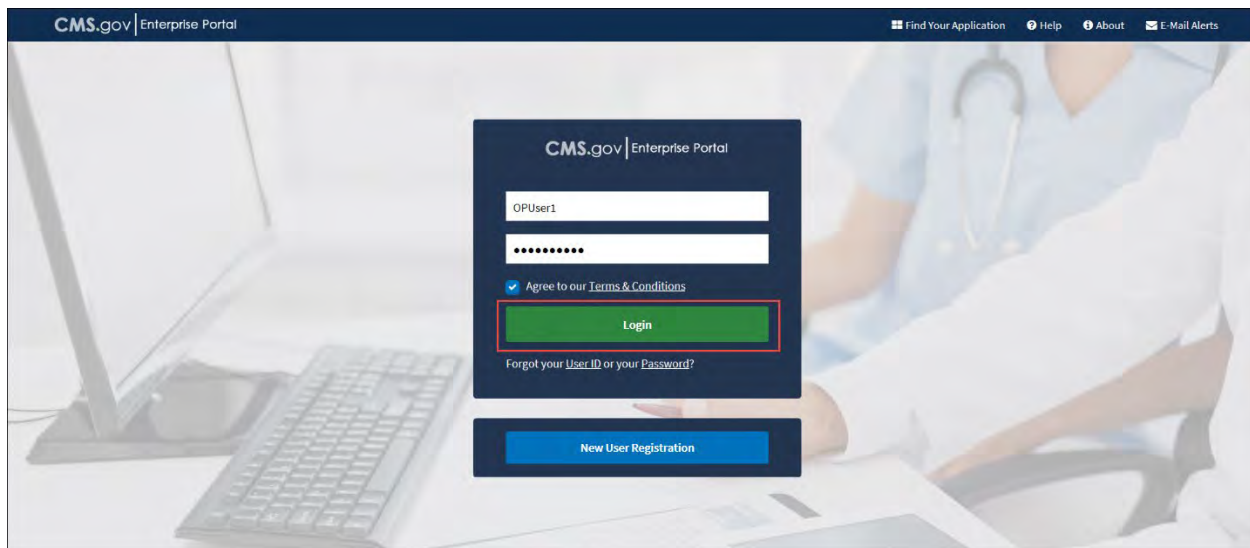 CMS.gov Enterprise Portal
Find Your Application Help About E-Mail Alerts
CMS.gov Enterprise Portal
OPUser1
••••••••••
Agree to our Terms & Conditions
Login
Forgot your User ID or your Password?
New User Registration